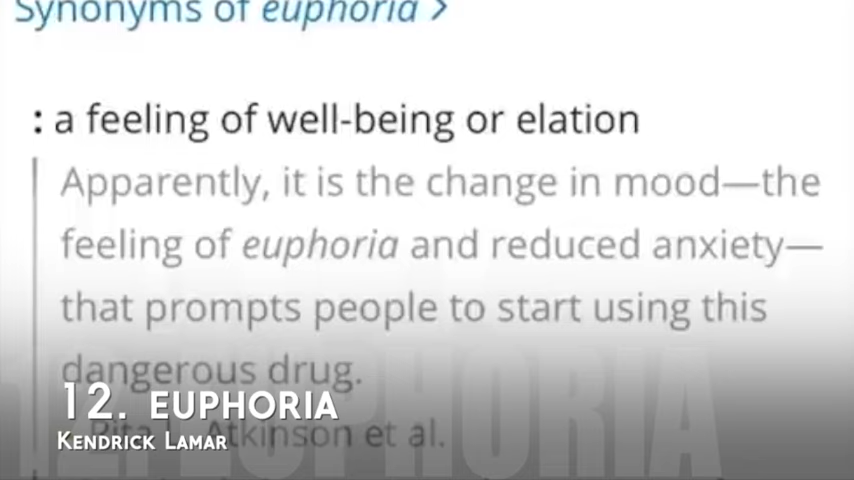 Synonyms of euphoria >
: a feeling of well-being or elation
Apparently, it is the change in mood—the
feeling of euphoria and reduced anxiety—
that prompts people to start using this
dangerous drug.
12. EUPHORIA
Atkinson et al.
KENDRICK LAMAR
12. EUPHORIA